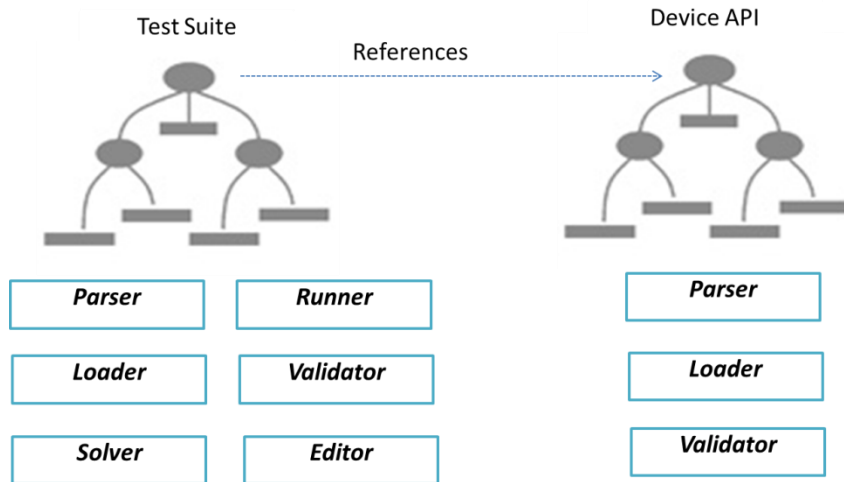 Test Suite
Device API
References
Parser
Runner
Parser
Loader
Validator
Loader
Solver
Editor
Validator